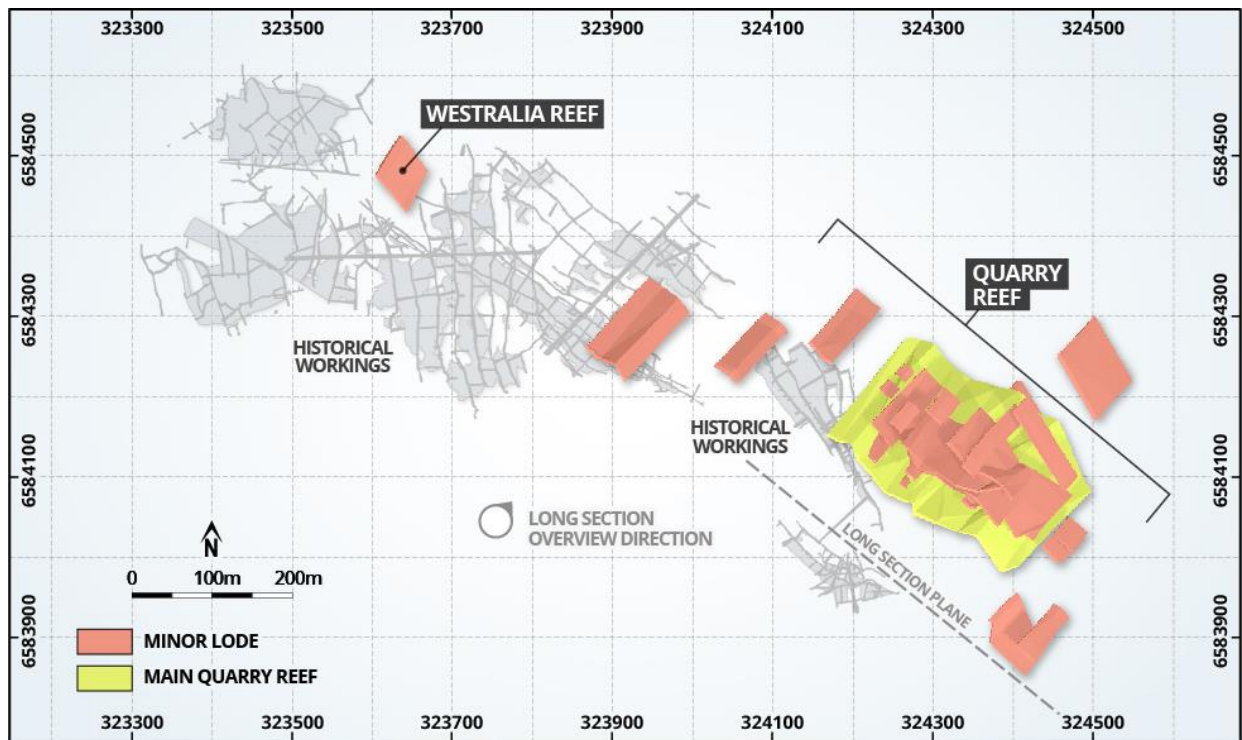 323300 323500 323700 323900 324100 324300 324500
6584500
6584300
6584100
6583900
6584500
6584300
6584100
6583900
WESTRALIA REEF
QUARRY
REEF
HISTORICAL
WORKINGS
HISTORICAL
WORKINGS
LONG SECTION
OVERVIEW DIRECTION
LONG SECTION PLANE
N
0 100m 200m
MINOR LODE
MAIN QUARRY REEF
323300 323500 323700 323900 324100 324300 324500